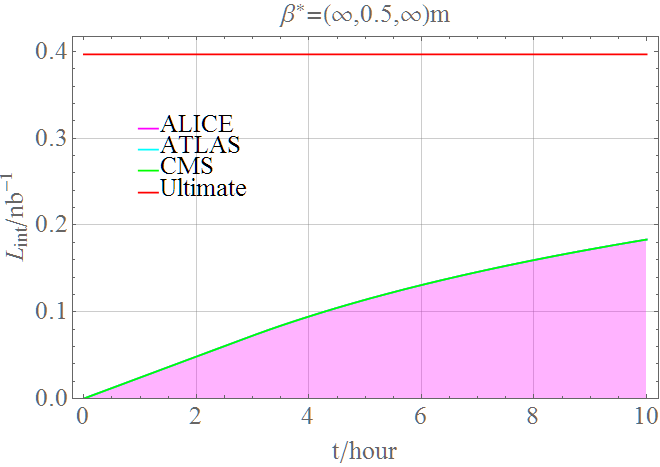 β*=(∞,0.5,∞)m
0.4
0.3
0.2
0.1
0.0
L_int/nb⁻¹
ALICE
ATLAS
CMS
Ultimate
0 2 4 6 8 10
t/hour